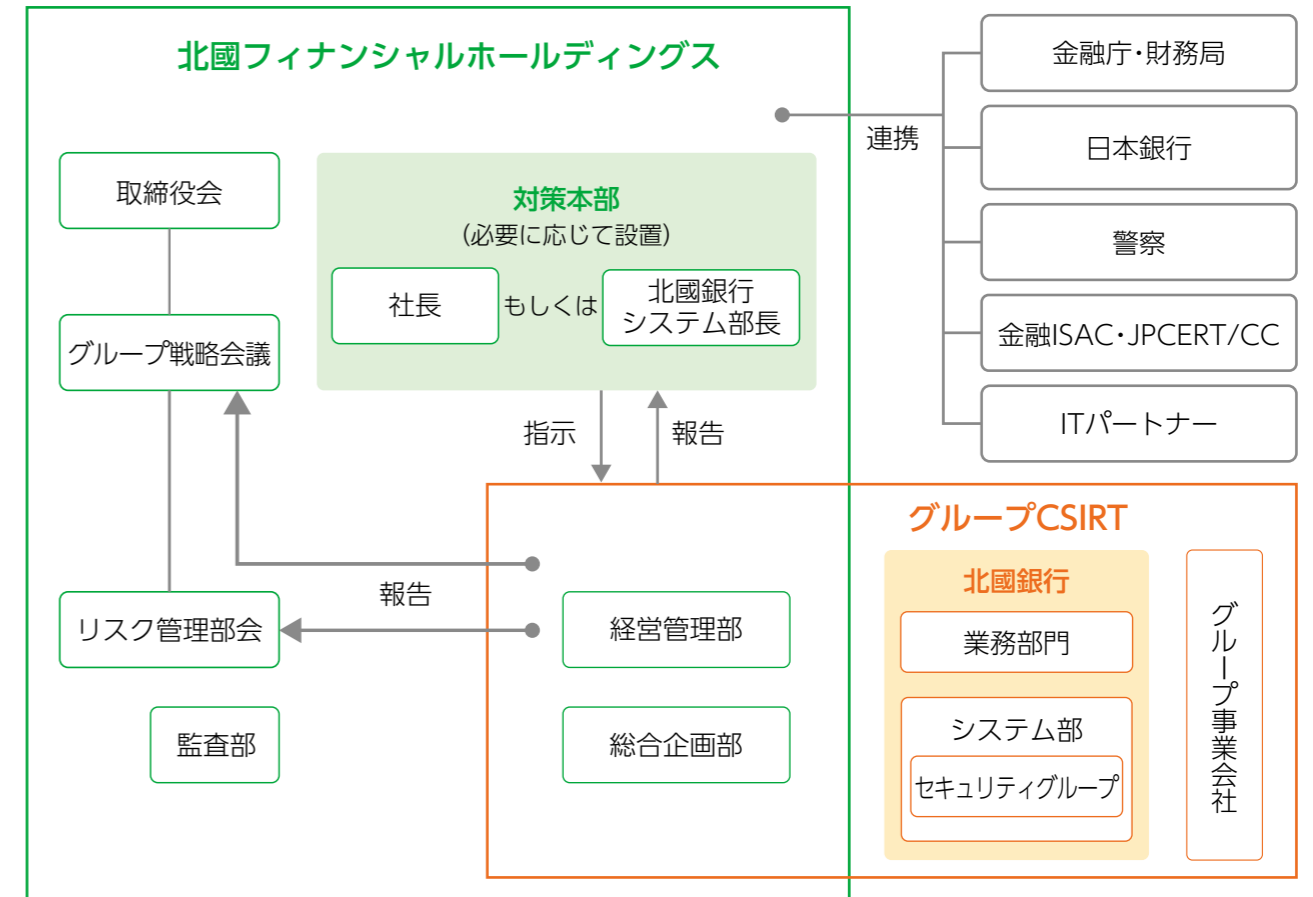 北國フィナンシャルホールディングス
取締役会
グループ戦略会議
リスク管理部会
監査部
対策本部
(必要に応じて設置)
社長
もしくは
北國銀行
システム部長
指示
報告
報告
経営管理部
総合企画部
グループCSIRT
北國銀行
業務部門
システム部
セキュリティグループ
グループ事業会社
連携
金融庁・財務局
日本銀行
警察
金融ISAC・JPCERT/CC
ITパートナー